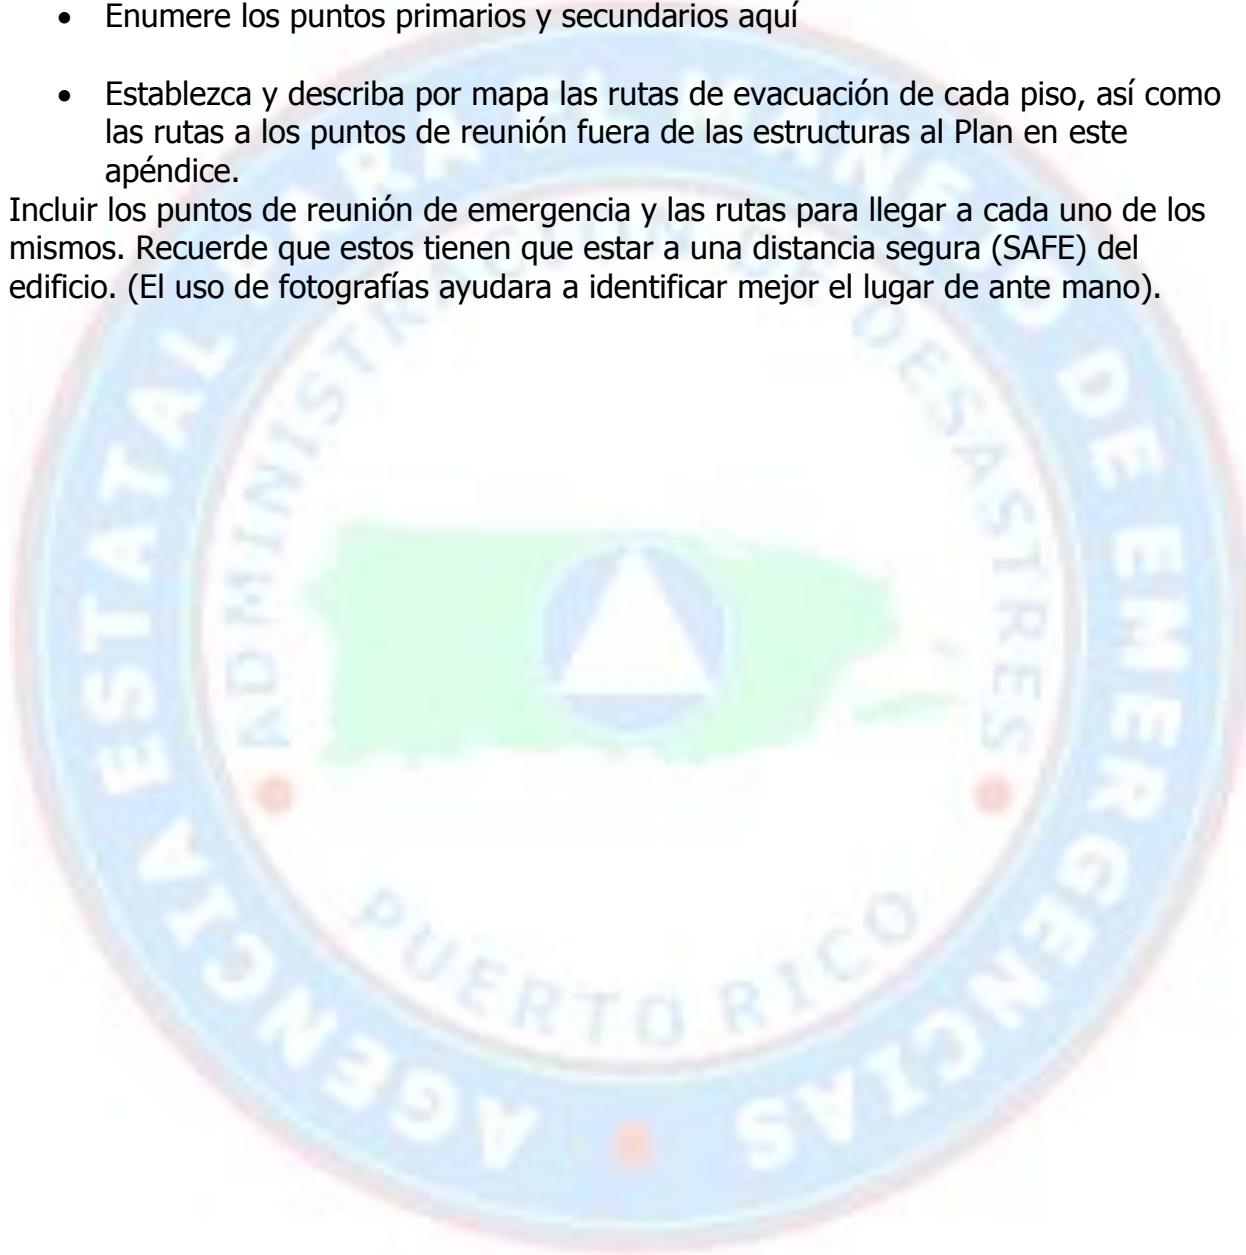 • Enumere los puntos primarios y secundarios aquí
• Establezca y describa por mapa las rutas de evacuación de cada piso, así como
las rutas a los puntos de reunión fuera de las estructuras al Plan en este
apéndice.
Incluir los puntos de reunión de emergencia y las rutas para llegar a cada uno de los
mismos. Recuerde que estos tienen que estar a una distancia segura (SAFE) del
edificio. (El uso de fotografías ayudara a identificar mejor el lugar de ante mano).
AGENCIA ESTATAL PARA EL MANEJO DE EMERGENCIAS
ADMINISTRACION DE DESASTRES
PUERTO RICO